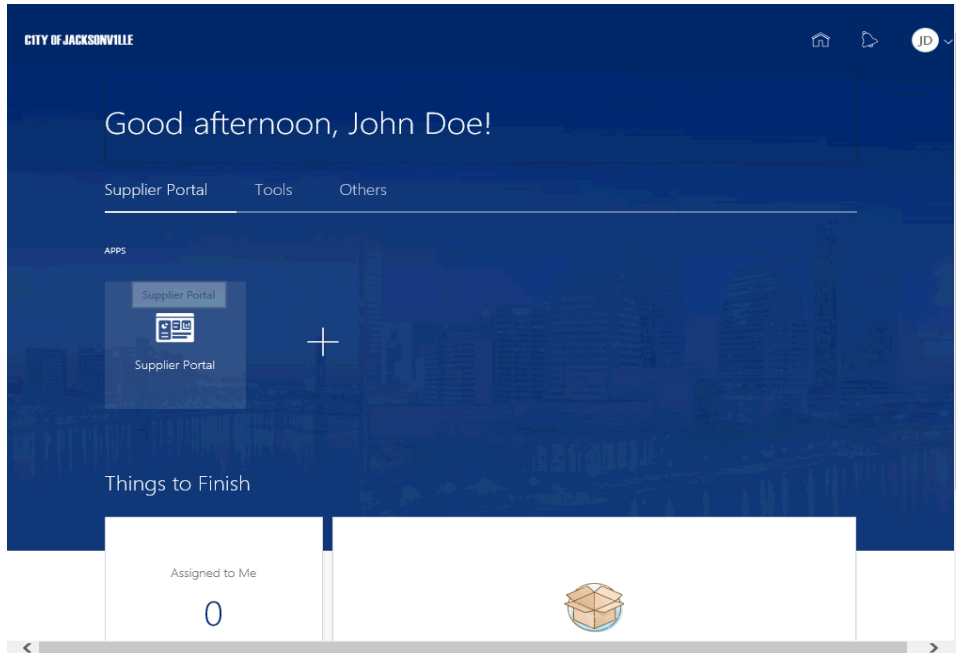 CITY OF JACKSONVILLE
JD
Good afternoon, John Doe!
Supplier Portal Tools Others
APPS
Supplier Portal
Supplier Portal
Things to Finish
Assigned to Me
0